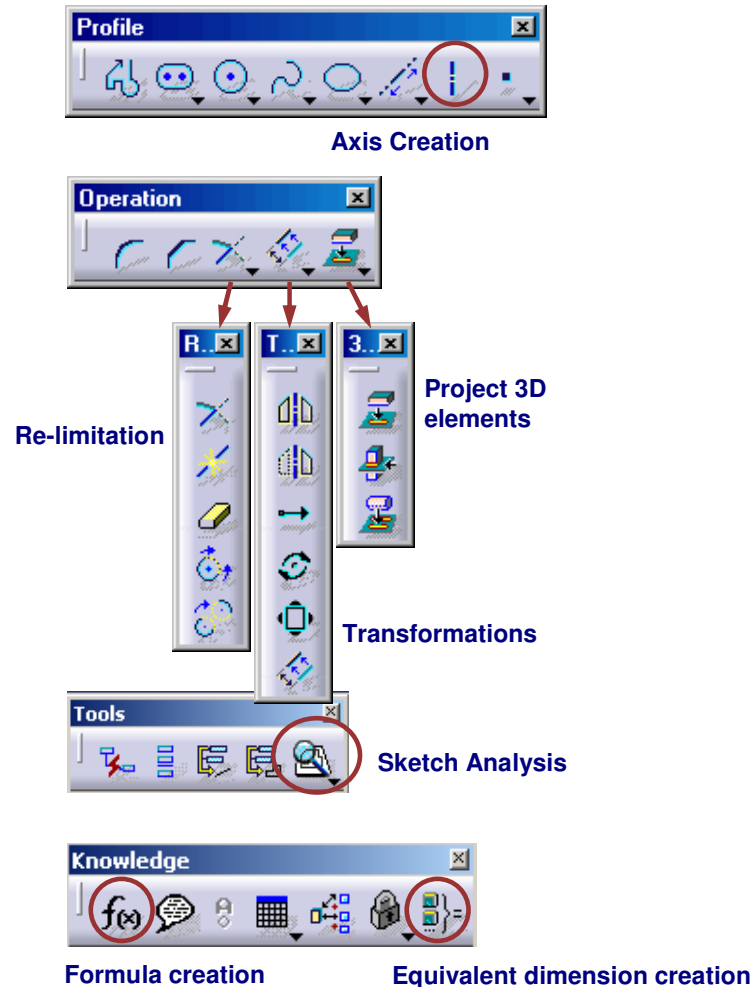 Profile
Axis Creation
Operation
R..
T..
3..
Project 3D
elements
Re-limitation
Transformations
Tools
Sketch Analysis
Knowledge
f(x)
=
Formula creation
Equivalent dimension creation